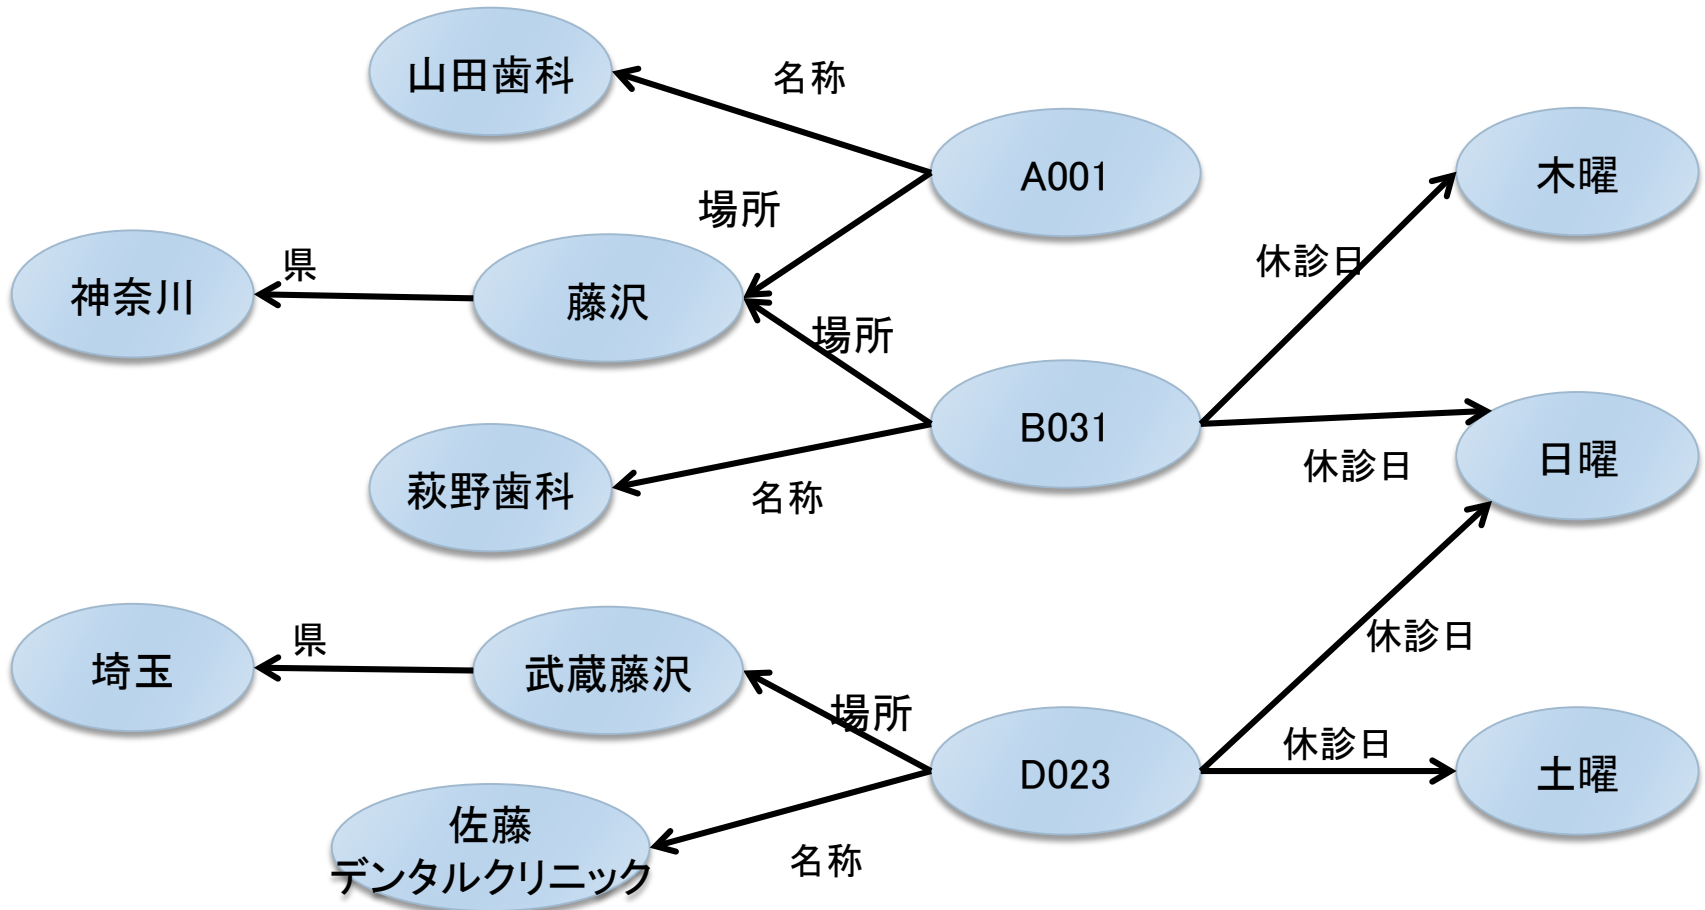 山田歯科
名称
A001
木曜
場所
休診日
県
神奈川
藤沢
場所
B031
日曜
休診日
萩野歯科
名称
県
休診日
埼玉
武蔵藤沢
場所
休診日
D023
土曜
佐藤
デンタルクリニック
名称